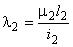 λ₂ = μ₂l₂ / i₂